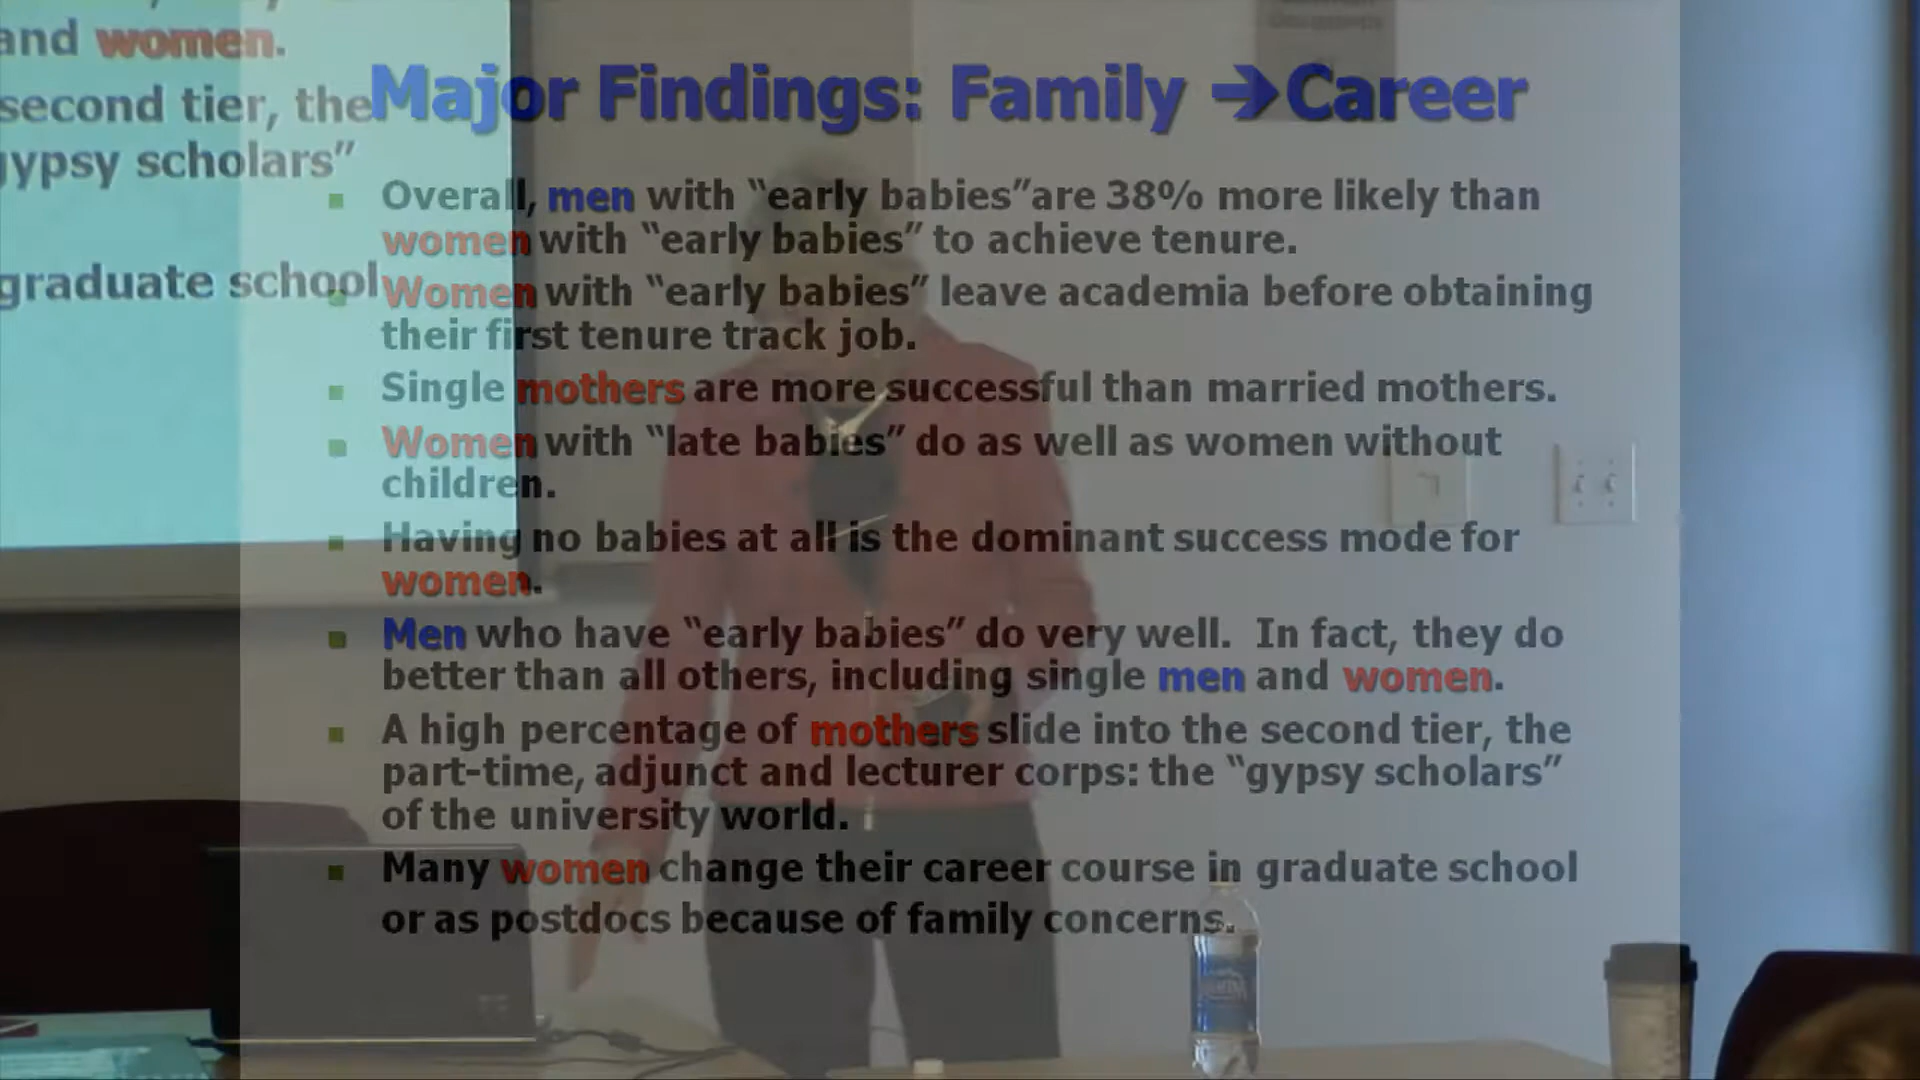 and women.
second tier, the
gypsy scholars”
graduate school
Major Findings: Family →Career
Overall, men with “early babies”are 38% more likely than
women with “early babies” to achieve tenure.
Women with “early babies” leave academia before obtaining
their first tenure track job.
Single mothers are more successful than married mothers.
Women with “late babies” do as well as women without
children.
Having no babies at all is the dominant success mode for
women.
Men who have “early babies” do very well.  In fact, they do
better than all others, including single men and women.
A high percentage of mothers slide into the second tier, the
part-time, adjunct and lecturer corps: the “gypsy scholars”
of the university world.
Many women change their career course in graduate school
or as postdocs because of family concerns.